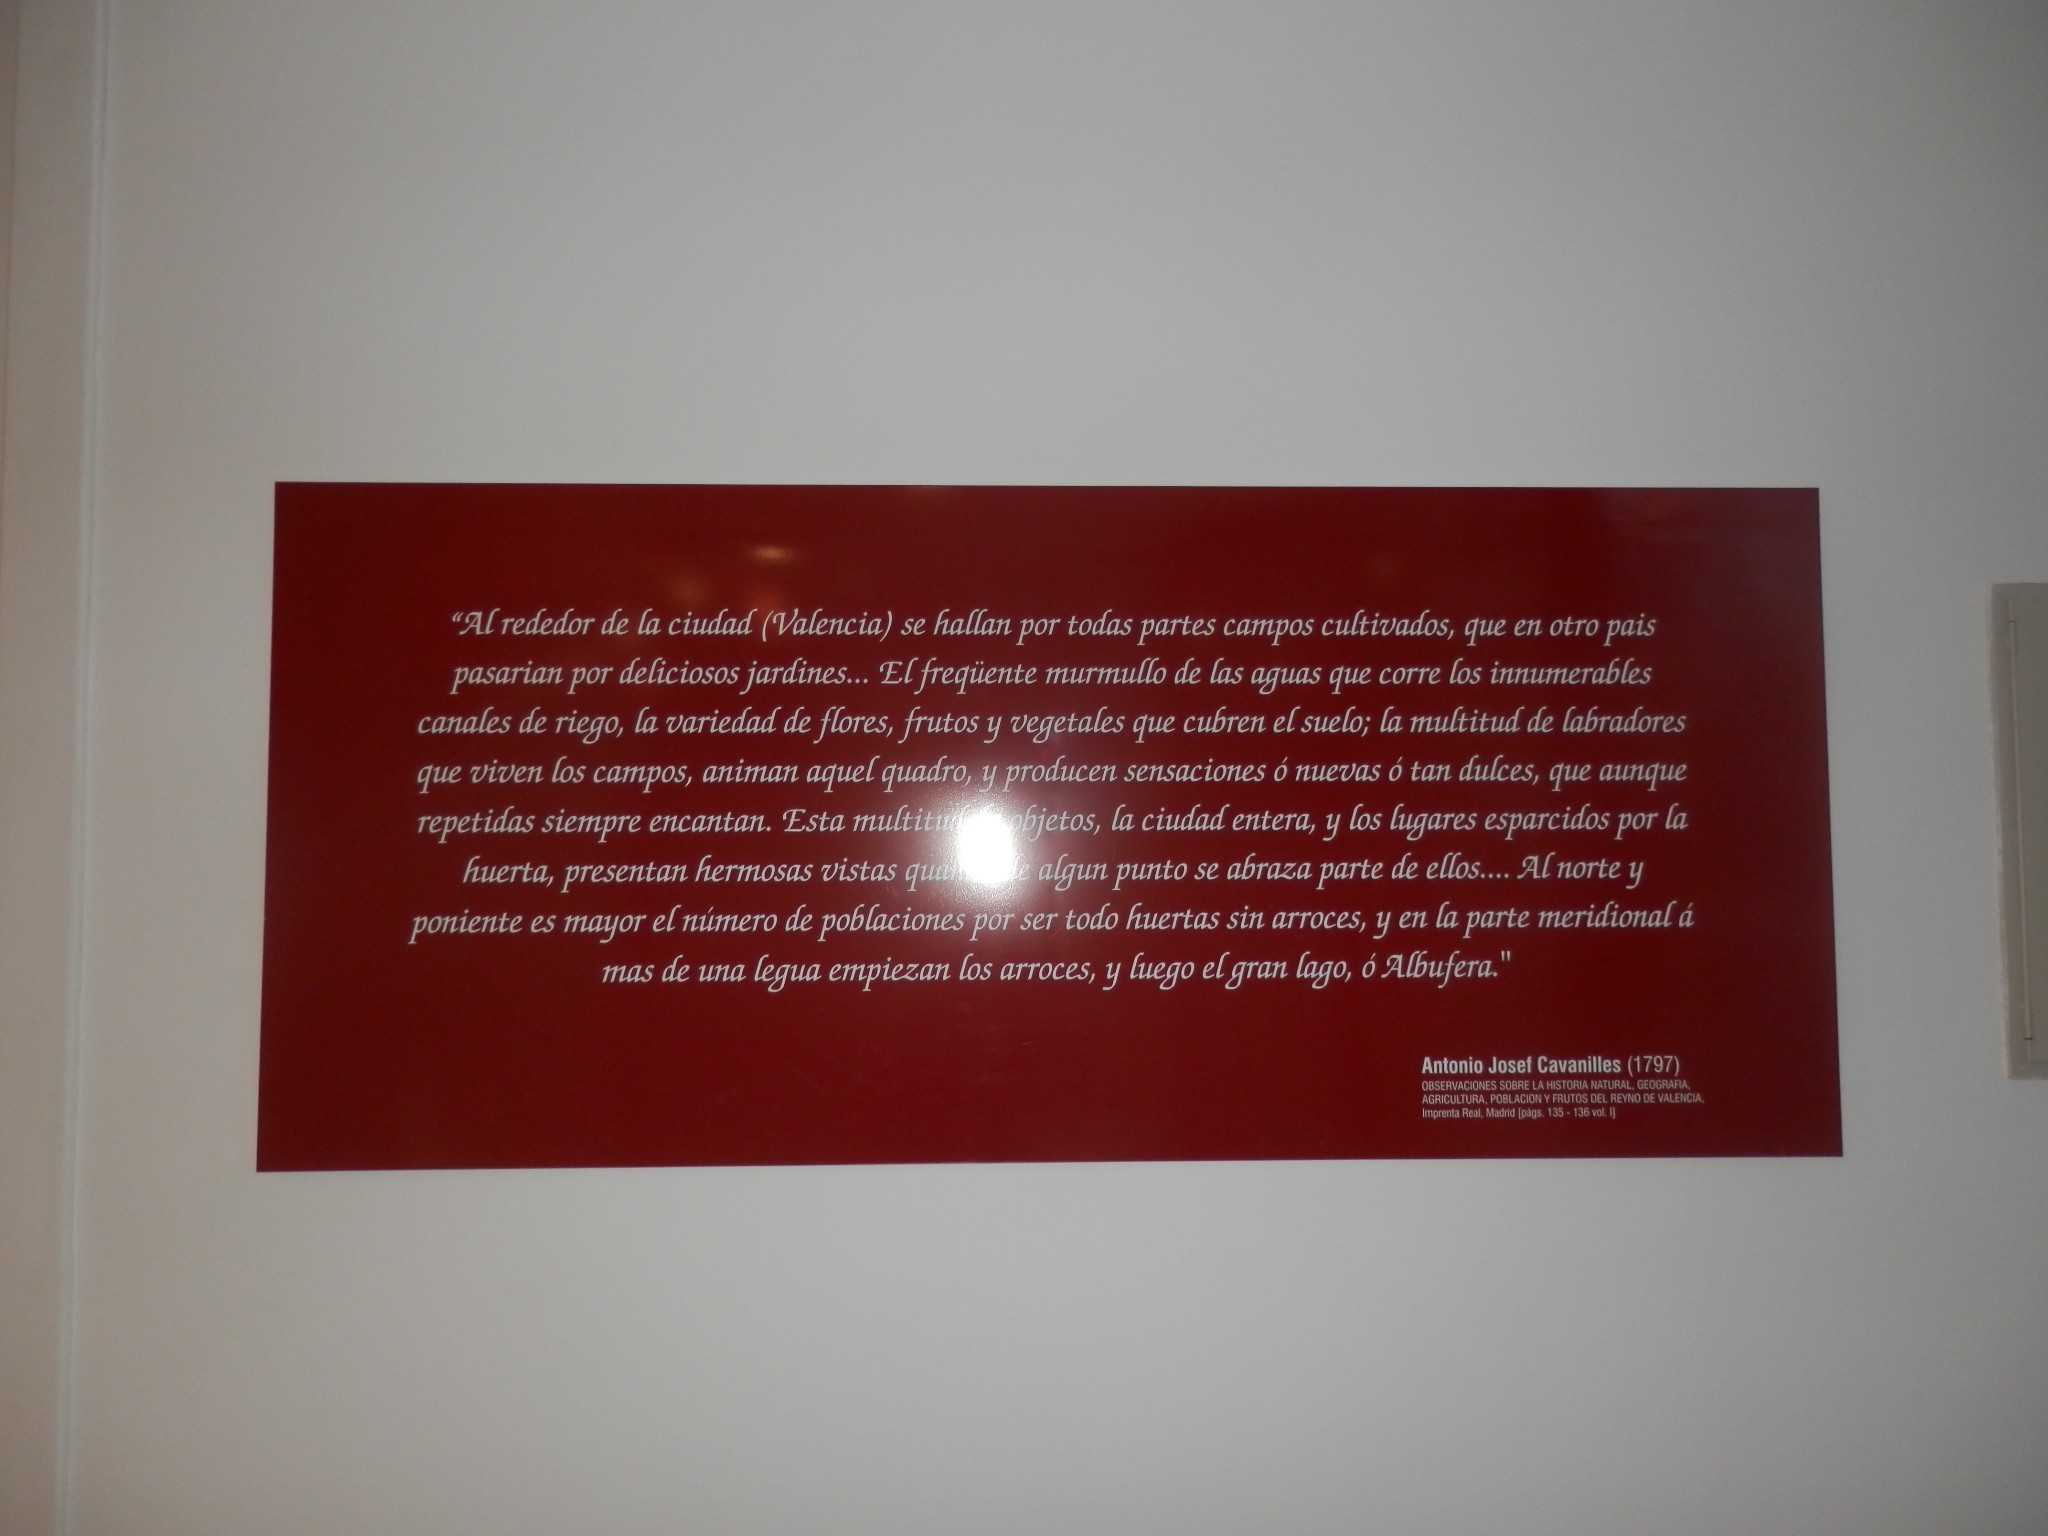 “Al rededor de la ciudad (Valencia) se hallan por todas partes campos cultivados, que en otro pais
pasarian por deliciosos jardines... El freqüente murmullo de las aguas que corre los innumerables
canales de riego, la variedad de flores, frutos y vegetales que cubren el suelo; la multitud de labradores
que viven los campos, animan aquel quadro, y producen sensaciones ó nuevas ó tan dulces, que aunque
repetidas siempre encantan. Esta objetos, la ciudad entera, y los lugares esparcidos por la
huerta, presentan hermosas vistas algun punto se abraza parte de ellos.... Al norte y
poniente es mayor el número de poblaciones por ser todo huertas sin arroces, y en la parte meridional á
mas de una legua empiezan los arroces, y luego el gran lago, ó Albufera."
Antonio Josef Cavanilles (1797)
OBSERVACIONES SOBRE LA HISTORIA NATURAL, GEOGRAFIA,
AGRICULTURA, POBLACION Y FRUTOS DEL REYNO DE VALENCIA,
Imprenta Real, Madrid [págs. 135 - 136 vol. I]